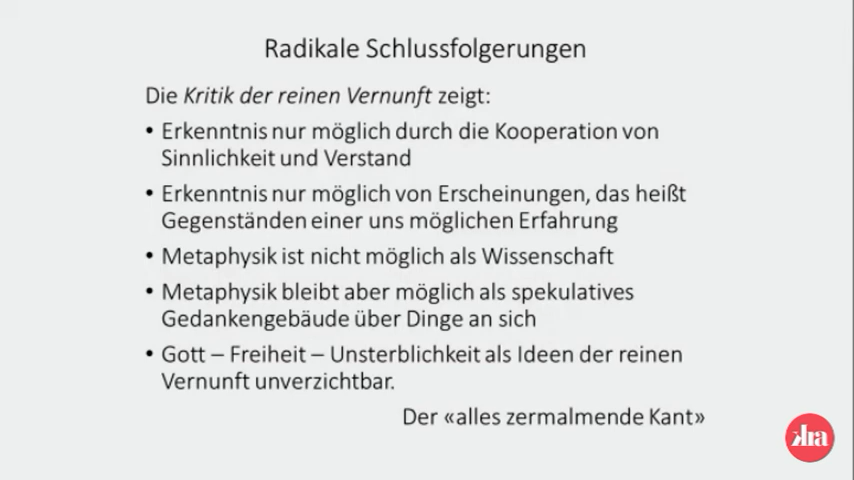 Radikale Schlussfolgerungen
Die Kritik der reinen Vernunft zeigt:
• Erkenntnis nur möglich durch die Kooperation von
Sinnlichkeit und Verstand
• Erkenntnis nur möglich von Erscheinungen, das heißt
Gegenständen einer uns möglichen Erfahrung
• Metaphysik ist nicht möglich als Wissenschaft
• Metaphysik bleibt aber möglich als spekulatives
Gedankengebäude über Dinge an sich
• Gott – Freiheit – Unsterblichkeit als Ideen der reinen
Vernunft unverzichtbar.
Der «alles zermalmende Kant»